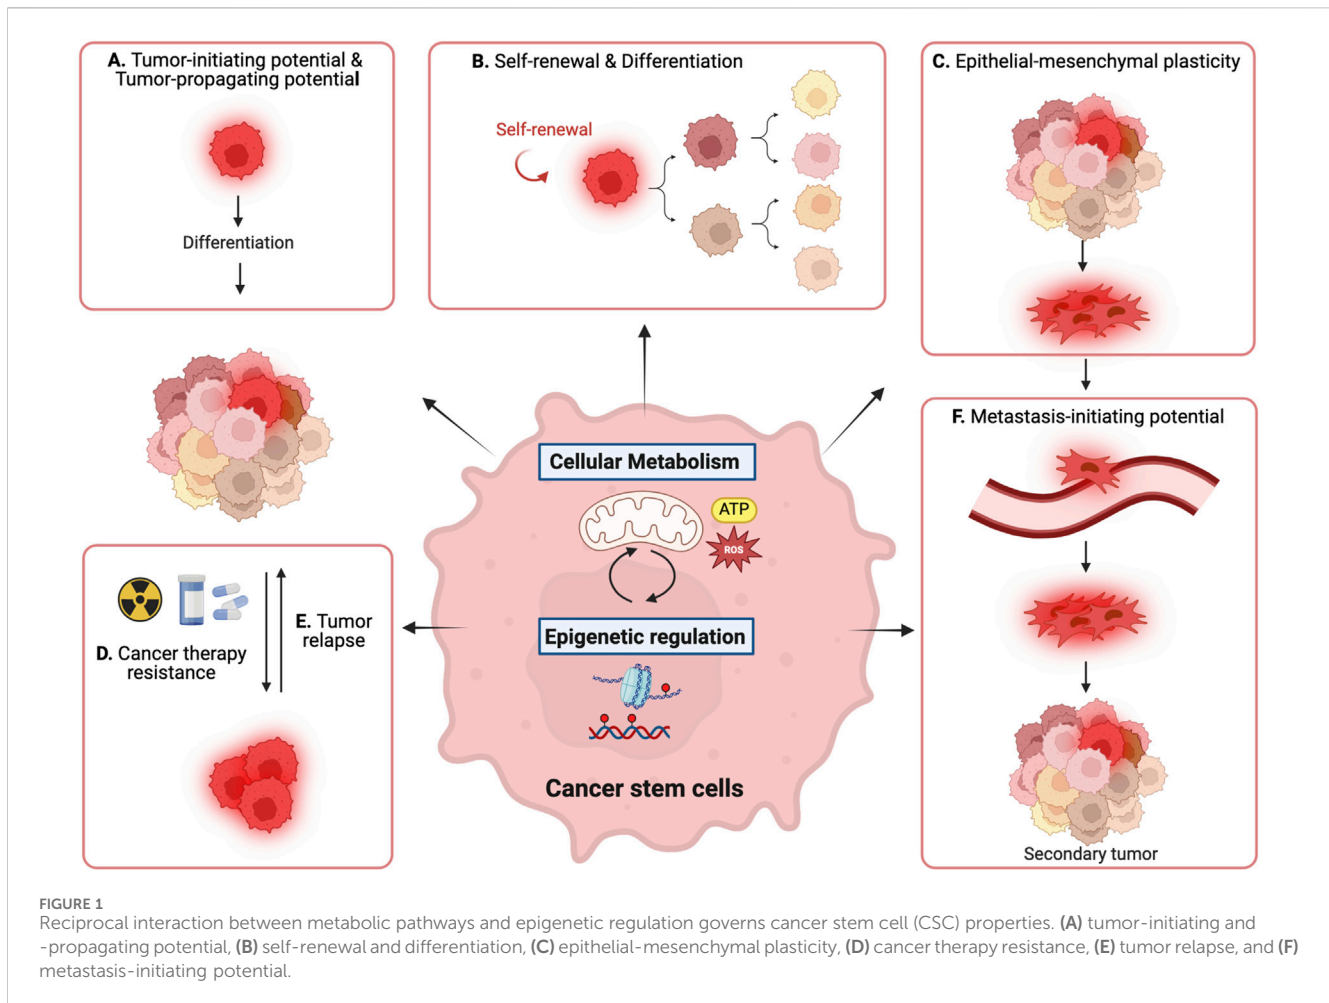 A. Tumor-initiating potential &
Tumor-propagating potential
Differentiation
B. Self-renewal & Differentiation
Self-renewal
C. Epithelial-mesenchymal plasticity
Cellular Metabolism
ATP
ROS
Epigenetic regulation
Cancer stem cells
D. Cancer therapy
resistance
E. Tumor
relapse
F. Metastasis-initiating potential
Secondary tumor
FIGURE 1
Reciprocal interaction between metabolic pathways and epigenetic regulation governs cancer stem cell (CSC) properties. (A) tumor-initiating and
-propagating potential, (B) self-renewal and differentiation, (C) epithelial-mesenchymal plasticity, (D) cancer therapy resistance, (E) tumor relapse, and (F)
metastasis-initiating potential.